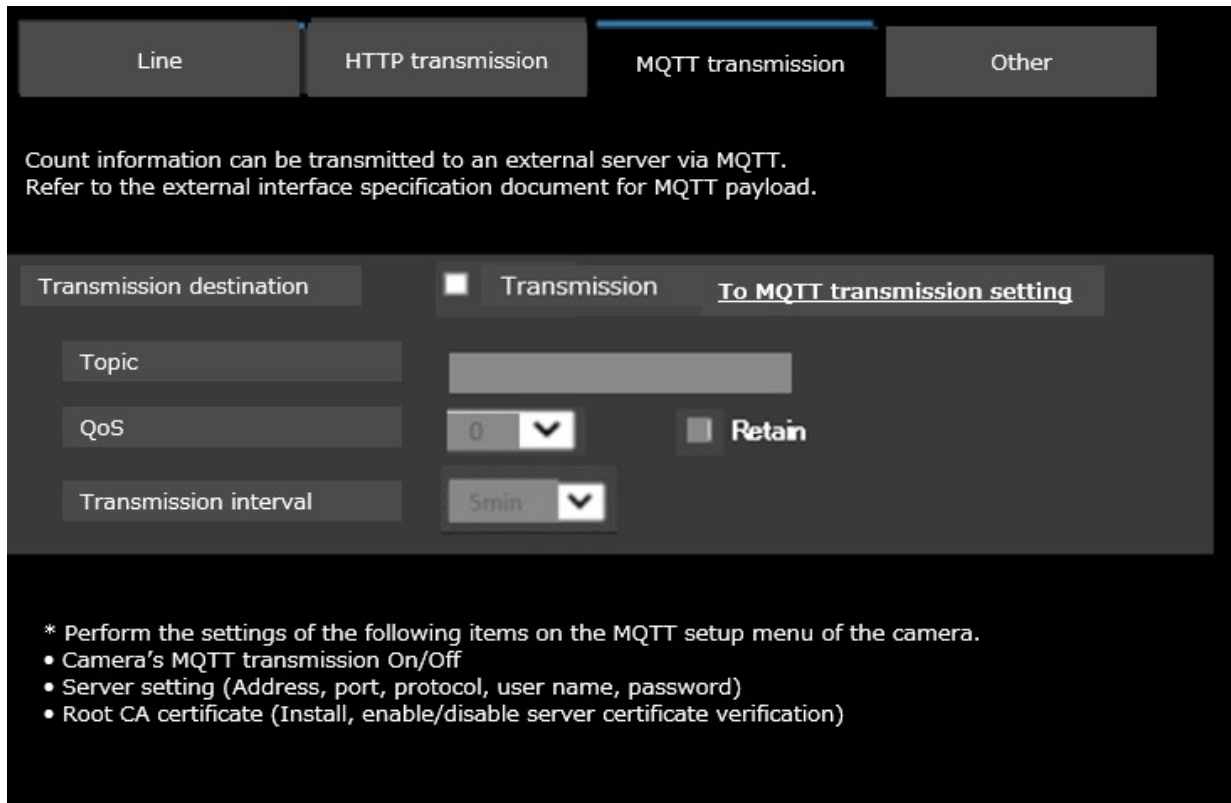 Line HTTP transmission MQTT transmission Other
Count information can be transmitted to an external server via MQTT.
Refer to the external interface specification document for MQTT payload.
Transmission destination Transmission To MQTT transmission setting
Topic
QoS 0 Retain
Transmission interval 5min
* Perform the settings of the following items on the MQTT setup menu of the camera.
• Camera's MQTT transmission On/Off
• Server setting (Address, port, protocol, user name, password)
• Root CA certificate (Install, enable/disable server certificate verification)